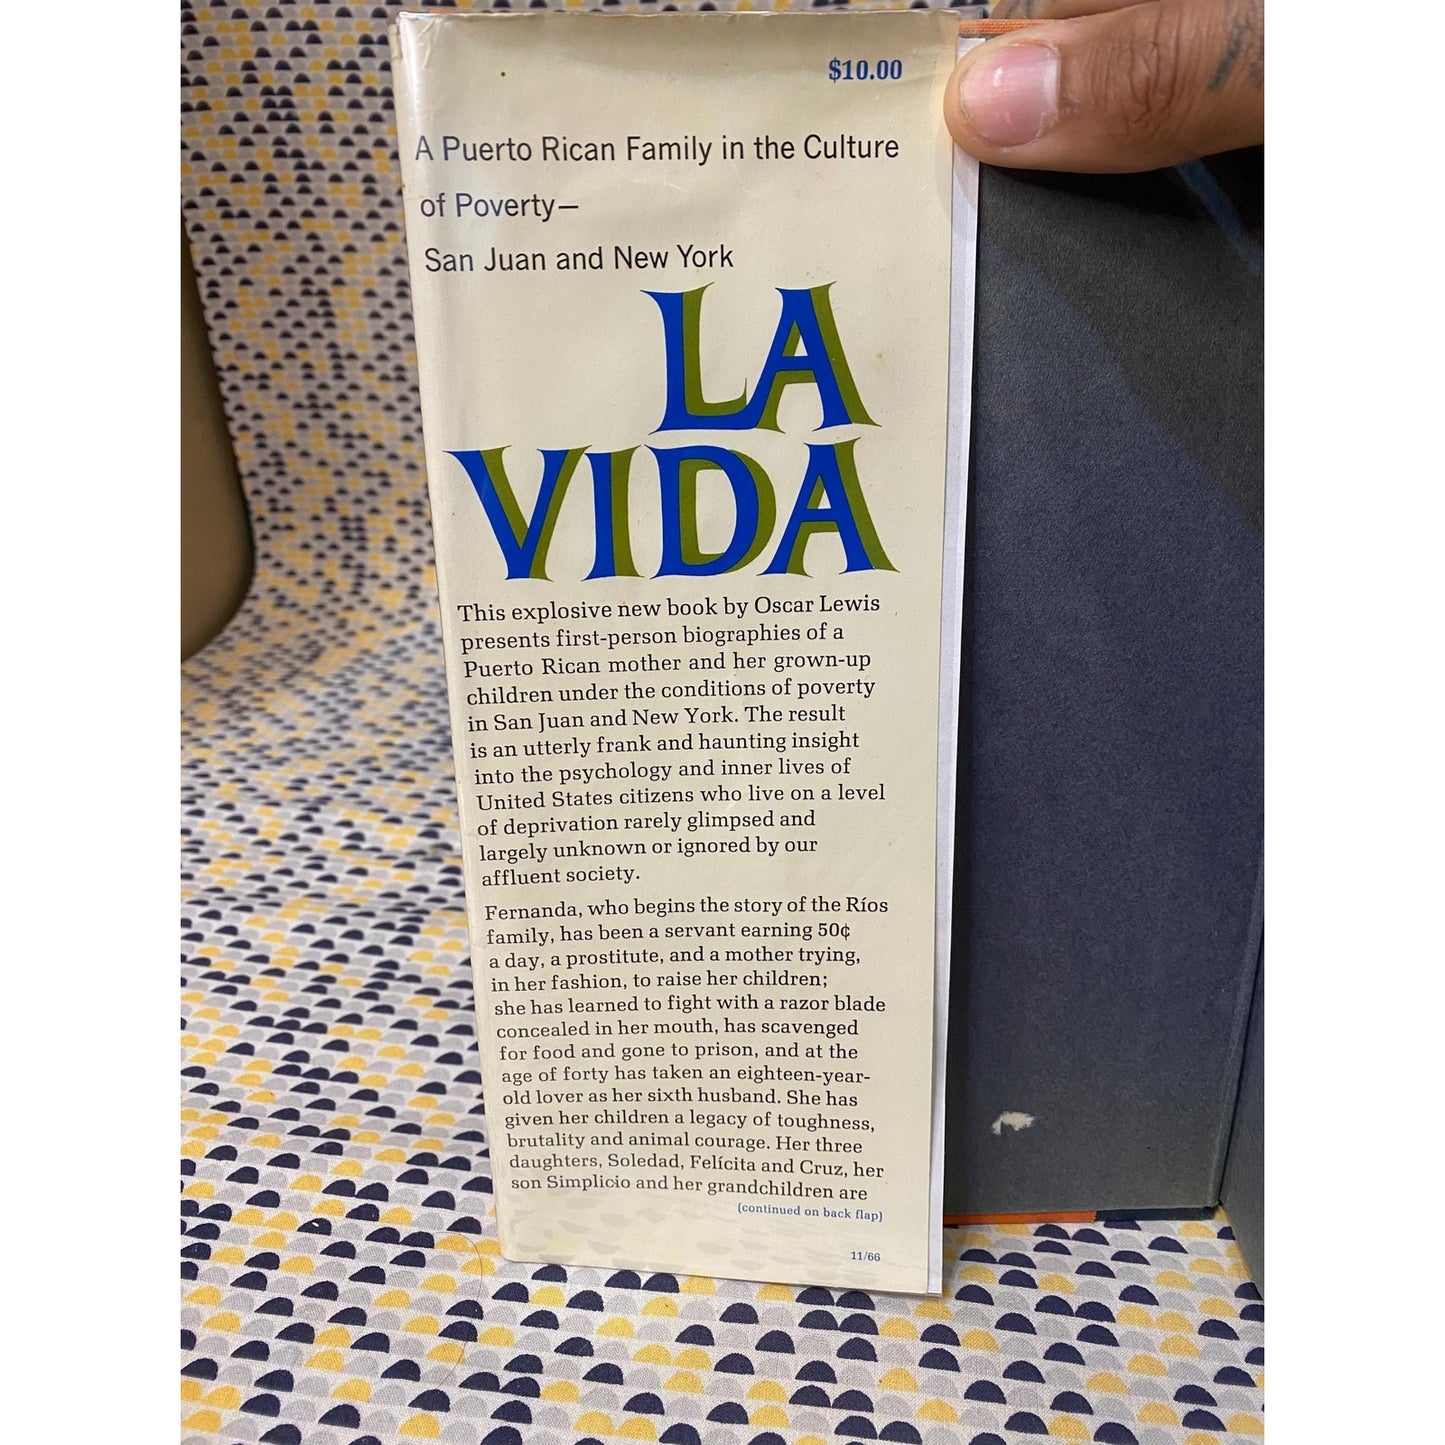 $10.00
A Puerto Rican Family in the Culture
of Poverty—
San Juan and New York
LA
VIDA
This explosive new book by Oscar Lewis
presents first-person biographies of a
Puerto Rican mother and her grown-up
children under the conditions of poverty
in San Juan and New York. The result
is an utterly frank and haunting insight
into the psychology and inner lives of
United States citizens who live on a level
of deprivation rarely glimpsed and
largely unknown or ignored by our
affluent society.
Fernanda, who begins the story of the Ríos
family, has been a servant earning 50¢
a day, a prostitute, and a mother trying,
in her fashion, to raise her children;
she has learned to fight with a razor blade
concealed in her mouth, has scavenged
for food and gone to prison, and at the
age of forty has taken an eighteen-year-
old lover as her sixth husband. She has
given her children a legacy of toughness,
brutality and animal courage. Her three
daughters, Soledad, Felícita and Cruz, her
son Simplicio and her grandchildren are
(continued on back flap)
11/66